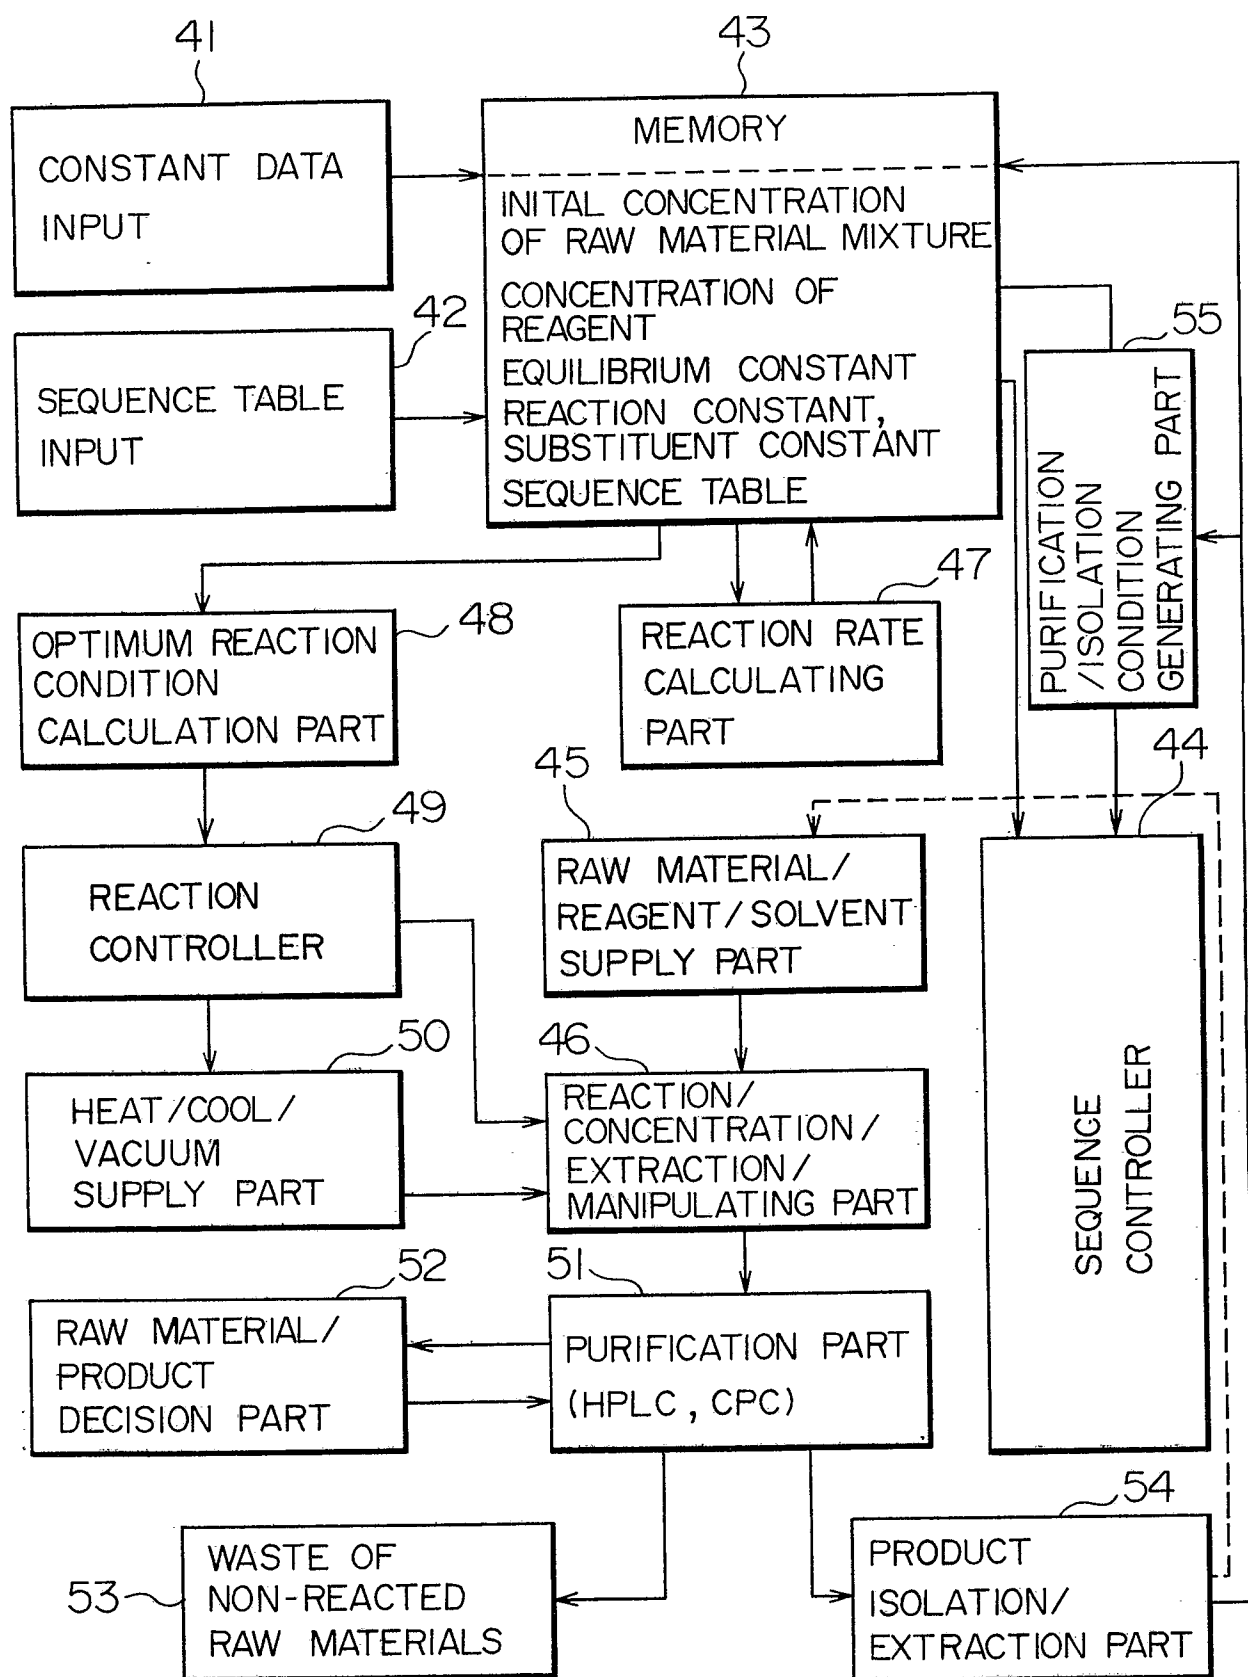 41
CONSTANT DATA
INPUT
42
SEQUENCE TABLE
INPUT
43
MEMORY
INITAL CONCENTRATION
OF RAW MATERIAL MIXTURE
CONCENTRATION OF
REAGENT
EQUILIBRIUM CONSTANT
REACTION CONSTANT,
SUBSTITUENT CONSTANT
SEQUENCE TABLE
55
PURIFICATION
/ISOLATION
CONDITION
GENERATING PART
48
OPTIMUM REACTION
CONDITION
CALCULATION PART
47
REACTION RATE
CALCULATING
PART
49
REACTION
CONTROLLER
45
RAW MATERIAL/
REAGENT/SOLVENT
SUPPLY PART
44
SEQUENCE
CONTROLLER
50
HEAT/COOL/
VACUUM
SUPPLY PART
46
REACTION/
CONCENTRATION/
EXTRACTION/
MANIPULATING PART
52
RAW MATERIAL/
PRODUCT
DECISION PART
51
PURIFICATION PART
(HPLC, CPC)
53
WASTE OF
NON-REACTED
RAW MATERIALS
54
PRODUCT
ISOLATION/
EXTRACTION PART